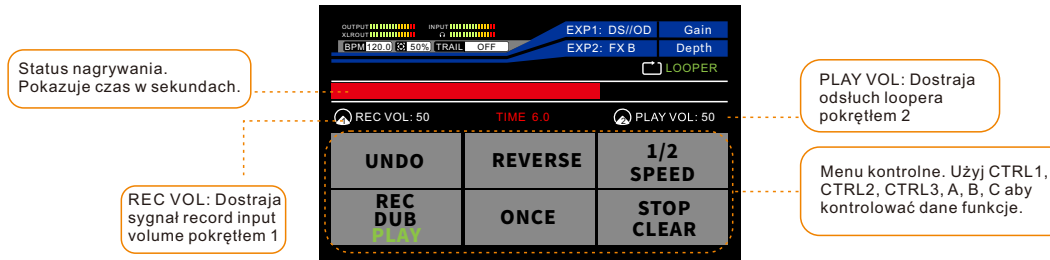 OUTPUT
INPUT
XLROUT
BPM 120.0 50% TRAIL OFF
EXP1: DS//OD Gain
EXP2: FX B Depth
LOOPER
Status nagrywania.
Pokazuje czas w sekundach.
REC VOL: 50
TIME 6.0
PLAY VOL: 50
PLAY VOL: Dostraja
odsłuch loopera
pokrętłem 2
UNDO
REVERSE
1/2
SPEED
REC
DUB
PLAY
ONCE
STOP
CLEAR
REC VOL: Dostraja
sygnał record input
volume pokrętłem 1
Menu kontrolne. Użyj CTRL1,
CTRL2, CTRL3, A, B, C aby
kontrolować dane funkcje.